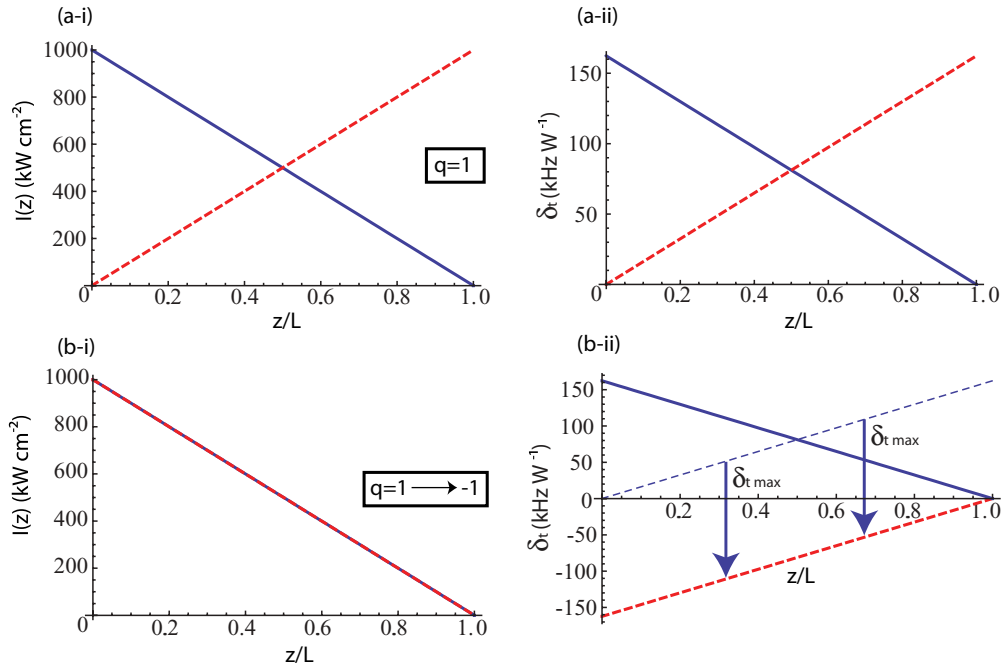 (a-i)
I(z) (kW cm⁻²)
1000
800
600
400
200
0
0.2 0.4 0.6 0.8 1.0
z/L
q=1
(a-ii)
δt (kHz W⁻¹)
150
100
50
0
0.2 0.4 0.6 0.8 1.0
z/L
(b-i)
I(z) (kW cm⁻²)
1000
800
600
400
200
0
0.2 0.4 0.6 0.8 1.0
z/L
q=1 ⟶ -1
(b-ii)
δt (kHz W⁻¹)
150
100
50
0
-50
-100
-150
0.2 0.4 0.6 0.8 1.0
δt max
δt max
z/L